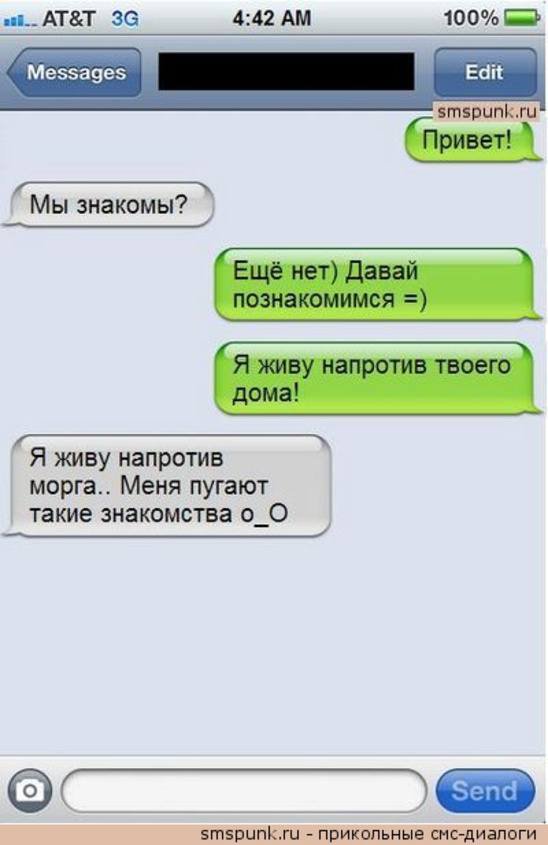 AT&T 3G 4:42 AM 100%
Messages Edit
smspunk.ru
Привет!
Мы знакомы?
Ещё нет) Давай
познакомимся =)
Я живу напротив твоего
дома!
Я живу напротив
морга.. Меня пугают
такие знакомства о_О
Send
smspunk.ru - прикольные смс-диалоги